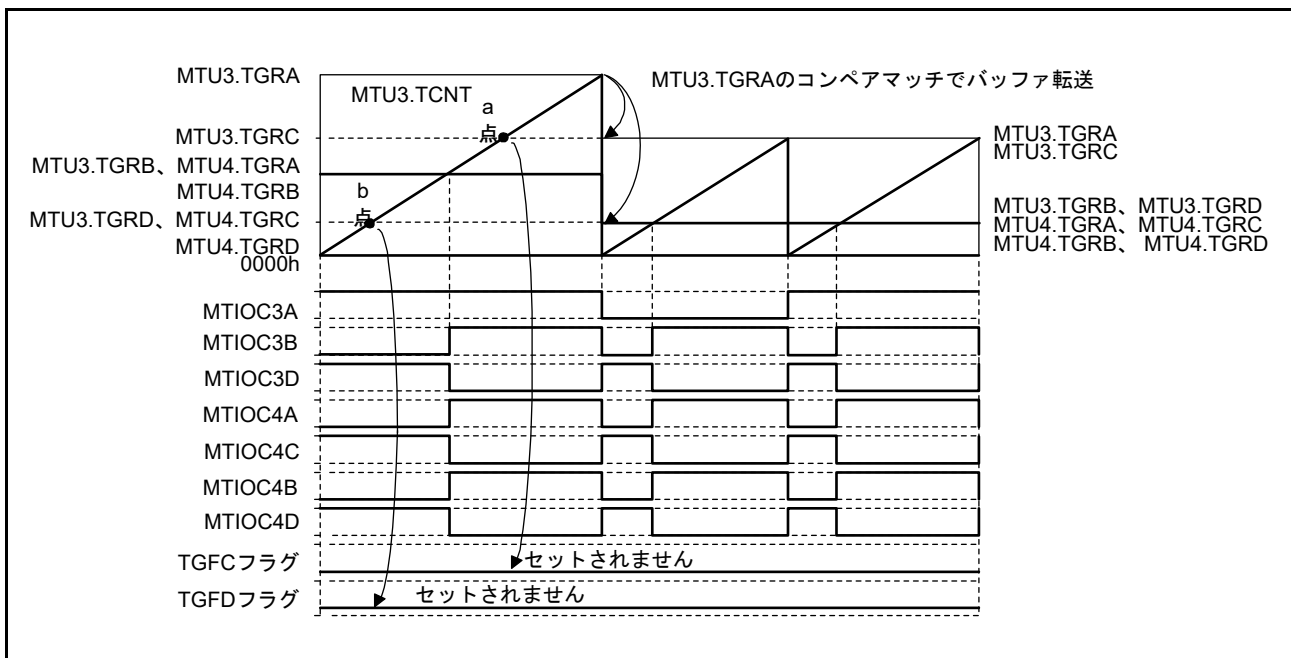 MTU3.TGRA
MTU3.TCNT
MTU3.TGRAのコンペアマッチでバッファ転送
a
点
MTU3.TGRC
MTU3.TGRA
MTU3.TGRC
MTU3.TGRB、MTU4.TGRA
MTU4.TGRB
b
点
MTU3.TGRD、MTU4.TGRC
MTU4.TGRD
0000h
MTU3.TGRB、MTU3.TGRD
MTU4.TGRA、MTU4.TGRC
MTU4.TGRB、 MTU4.TGRD
MTIOC3A
MTIOC3B
MTIOC3D
MTIOC4A
MTIOC4C
MTIOC4B
MTIOC4D
TGFCフラグ
セットされません
TGFDフラグ
セットされません